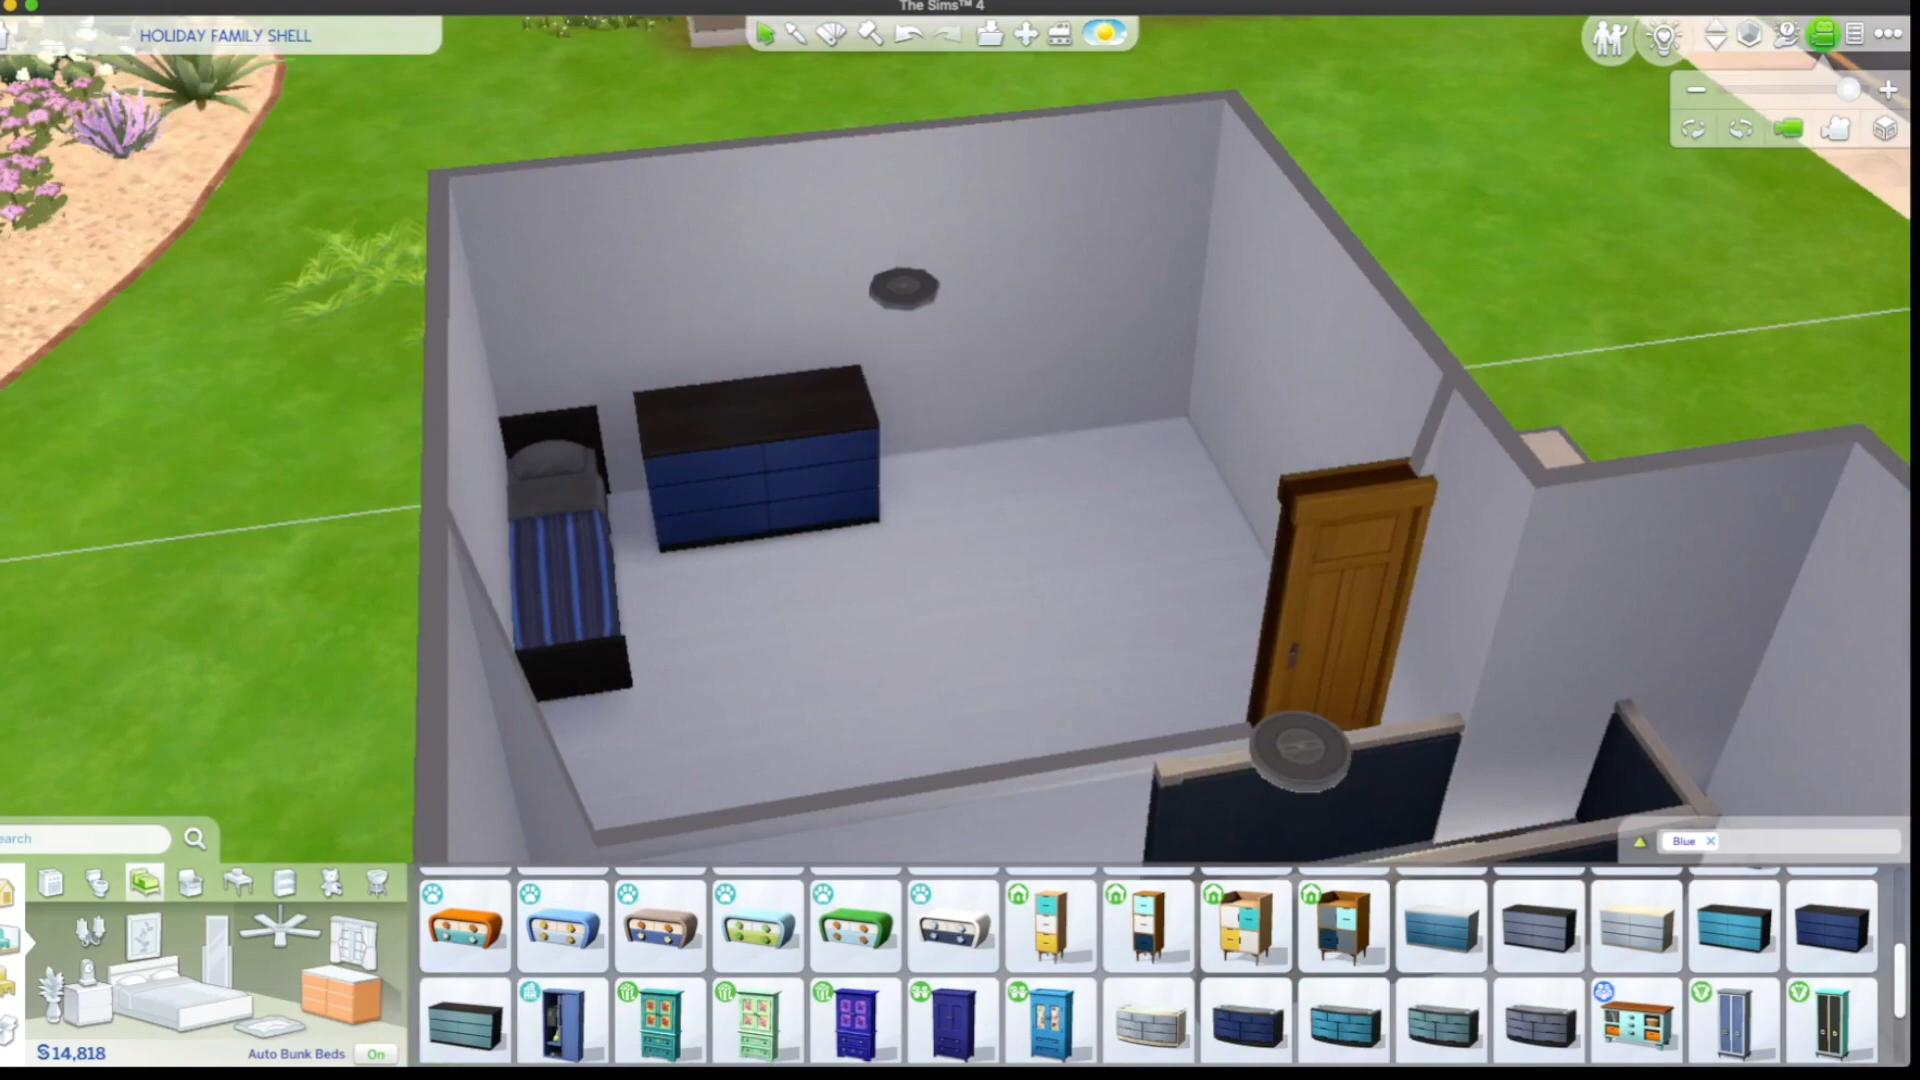 The Sims™ 4
HOLIDAY FAMILY SHELL
earch
Blue
§14,818
Auto Bunk Beds
On